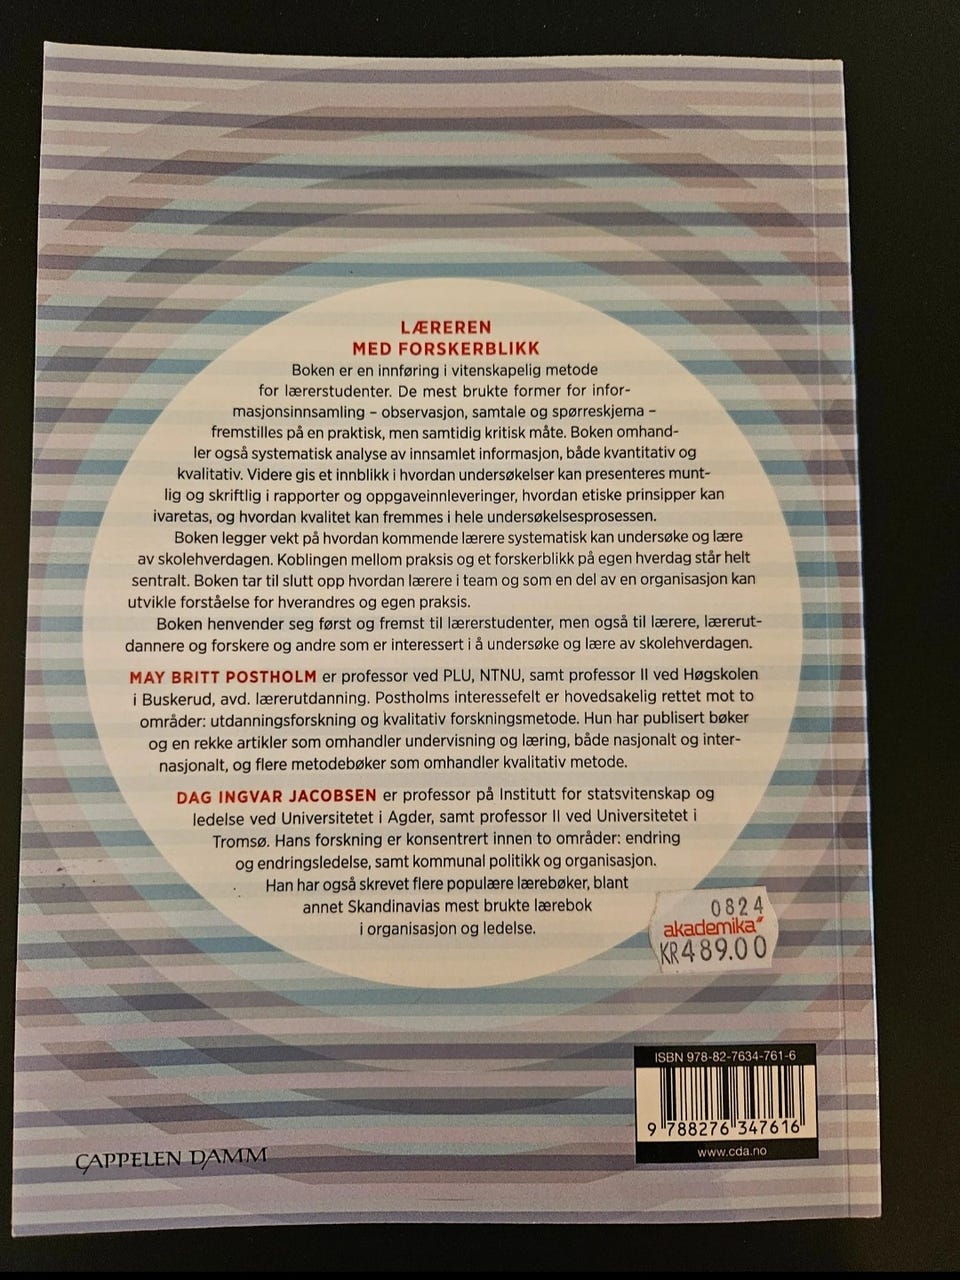 LÆREREN
MED FORSKERBLIKK
Boken er en innføring i vitenskapelig metode
for lærerstudenter. De mest brukte former for infor-
masjonsinnsamling – observasjon, samtale og spørreskjema –
fremstilles på en praktisk, men samtidig kritisk måte. Boken omhand-
ler også systematisk analyse av innsamlet informasjon, både kvantitativ og
kvalitativ. Videre gis et innblikk i hvordan undersøkelser kan presenteres munt-
lig og skriftlig i rapporter og oppgaveinnleveringer, hvordan etiske prinsipper kan
ivaretas, og hvordan kvalitet kan fremmes i hele undersøkelsesprosessen.
Boken legger vekt på hvordan kommende lærere systematisk kan undersøke og lære
av skolehverdagen. Koblingen mellom praksis og et forskerblikk på egen hverdag står helt
sentralt. Boken tar til slutt opp hvordan lærere i team og som en del av en organisasjon kan
utvikle forståelse for hverandres og egen praksis.
Boken henvender seg først og fremst til lærerstudenter, men også til lærere, lærerut-
dannere og forskere og andre som er interessert i å undersøke og lære av skolehverdagen.
MAY BRITT POSTHOLM er professor ved PLU, NTNU, samt professor II ved Høgskolen
i Buskerud, avd. lærerutdanning. Postholms interessefelt er hovedsakelig rettet mot to
områder: utdanningsforskning og kvalitativ forskningsmetode. Hun har publisert bøker
og en rekke artikler som omhandler undervisning og læring, både nasjonalt og inter-
nasjonalt, og flere metodebøker som omhandler kvalitativ metode.
DAG INGVAR JACOBSEN er professor på Institutt for statsvitenskap og
ledelse ved Universitetet i Agder, samt professor II ved Universitetet i
Tromsø. Hans forskning er konsentrert innen to områder: endring
og endringsledelse, samt kommunal politikk og organisasjon.
Han har også skrevet flere populære lærebøker, blant
annet Skandinavias mest brukte lærebok
i organisasjon og ledelse.
0824
akademika
KR489.00
ISBN 978-82-7634-761-6
9 788276 347616
www.cda.no
CAPPELEN DAMM